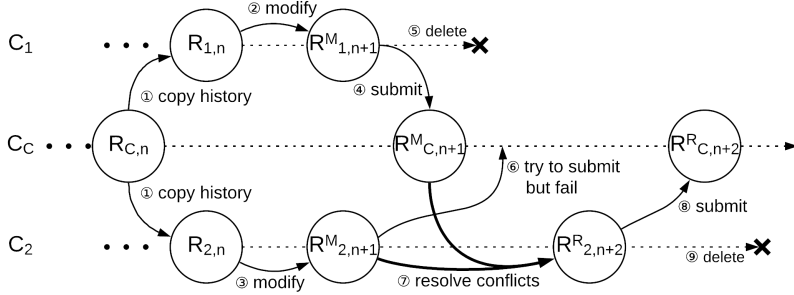 ② modify
C1 • • • R1,n RM1,n+1 ⑤ delete
① copy history
④ submit
CC • • • RC,n RMC,n+1 RRC,n+2
⑥ try to submit
but fail
① copy history
⑧ submit
C2 • • • R2,n RM2,n+1 RR2,n+2
⑨ delete
③ modify
⑦ resolve conflicts